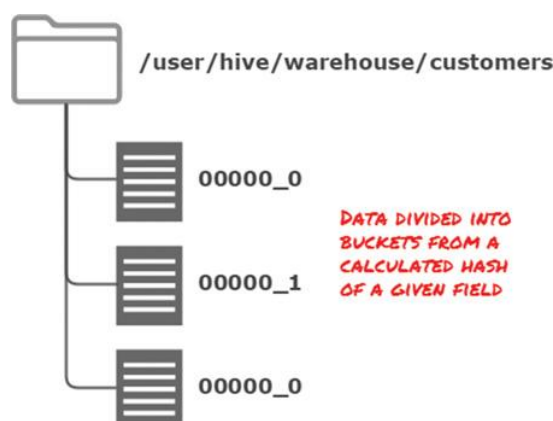 /user/hive/warehouse/customers
00000_0
00000_1
00000_0
DATA DIVIDED INTO
BUCKETS FROM A
CALCULATED HASH
OF A GIVEN FIELD